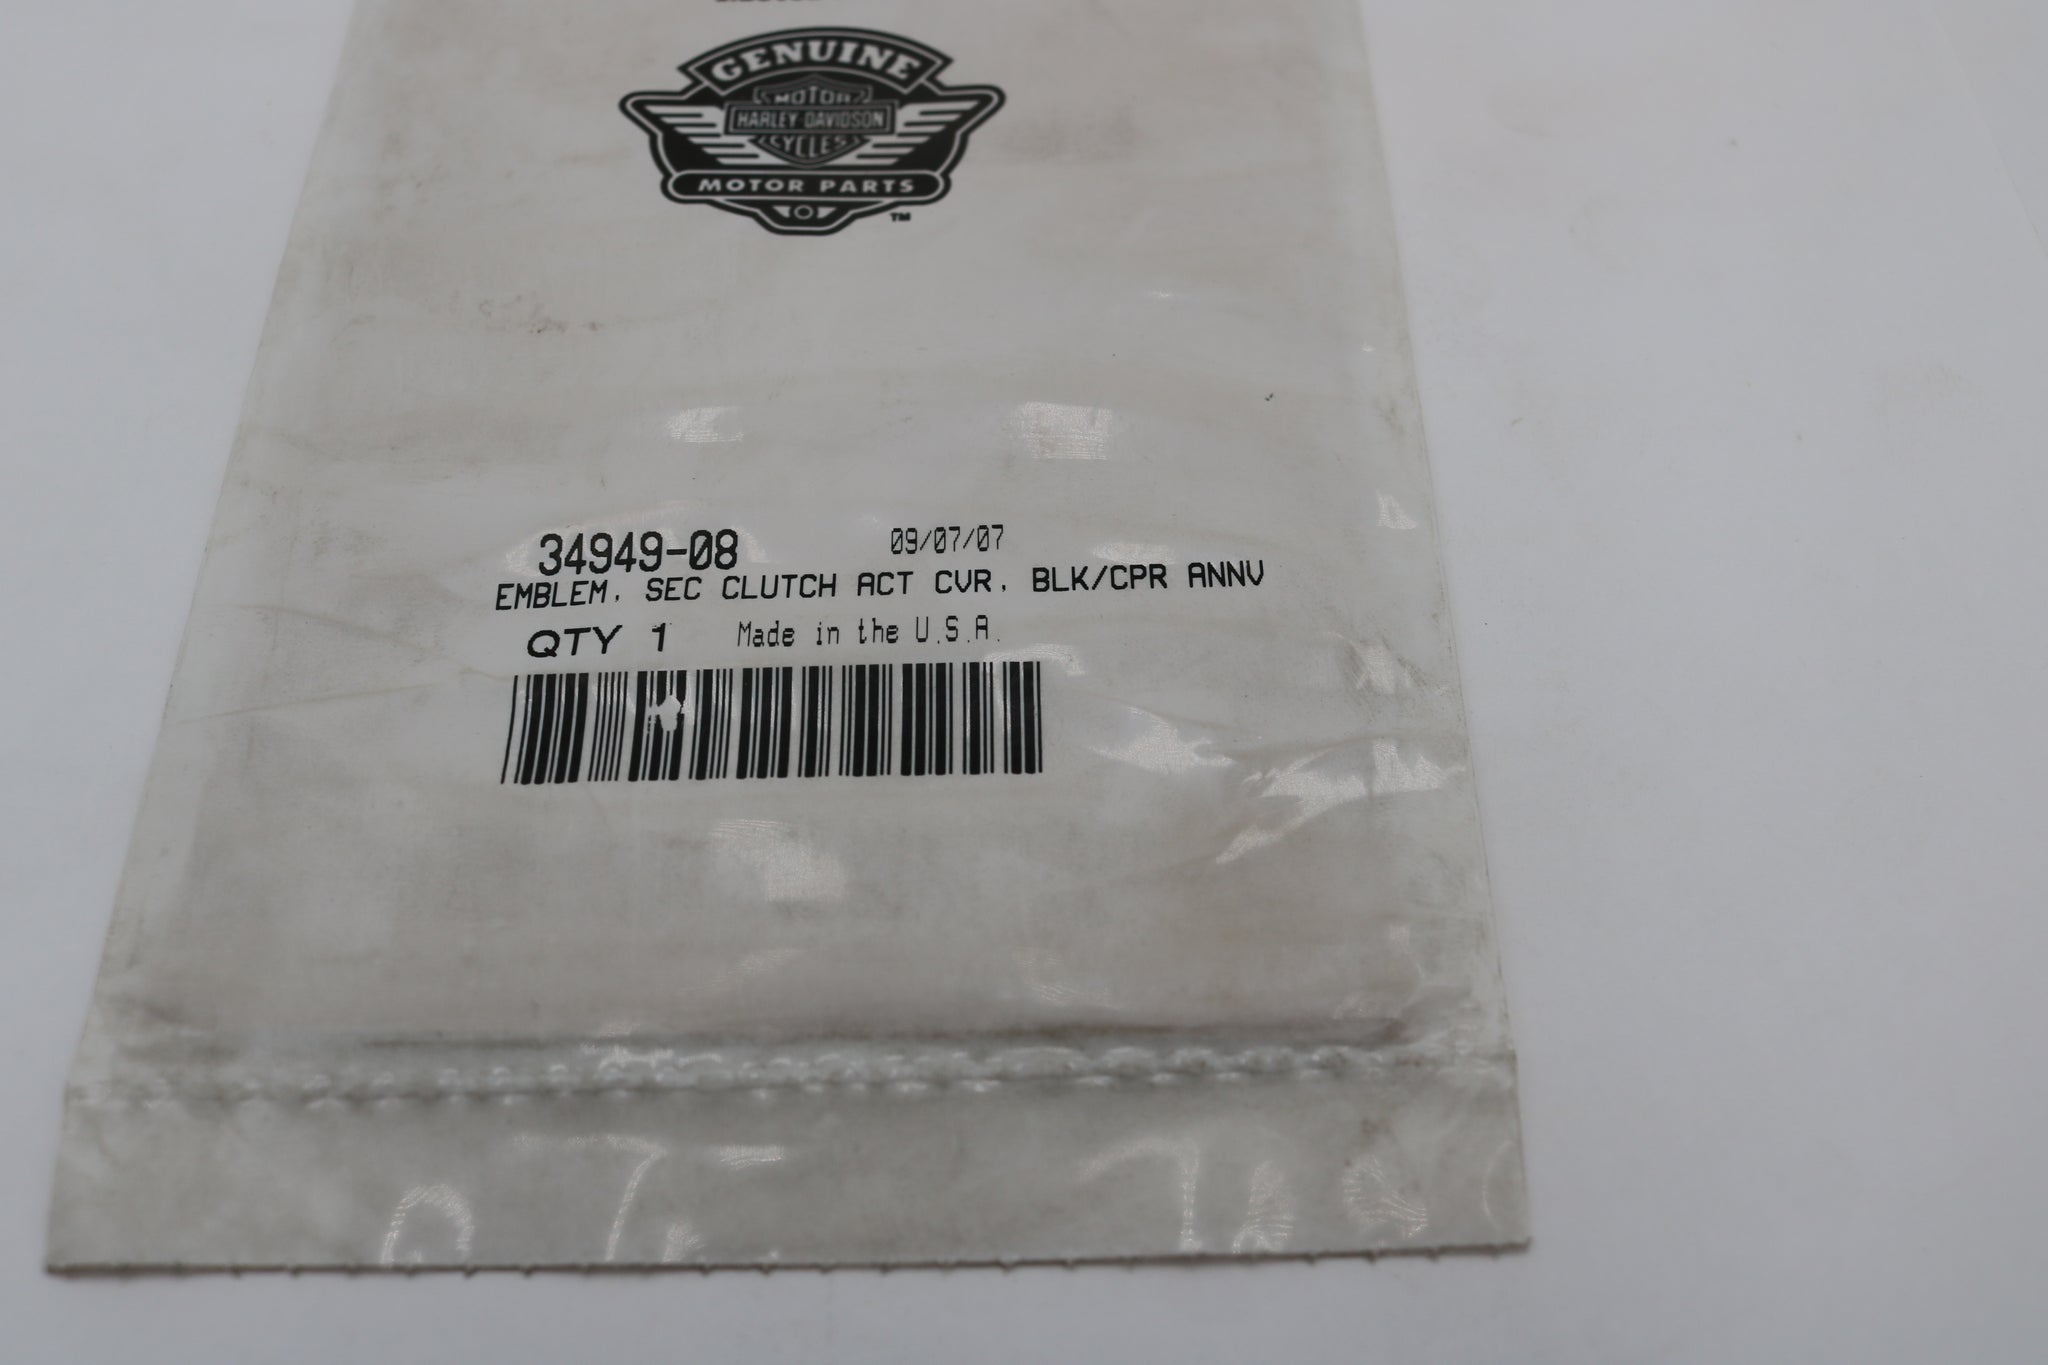 GENUINE
MOTOR
HARLEY-DAVIDSON
CYCLES
MOTOR PARTS
TM
34949-08 09/07/07
EMBLEM, SEC CLUTCH ACT CVR, BLK/CPR ANNV
QTY 1 Made in the U.S.A.